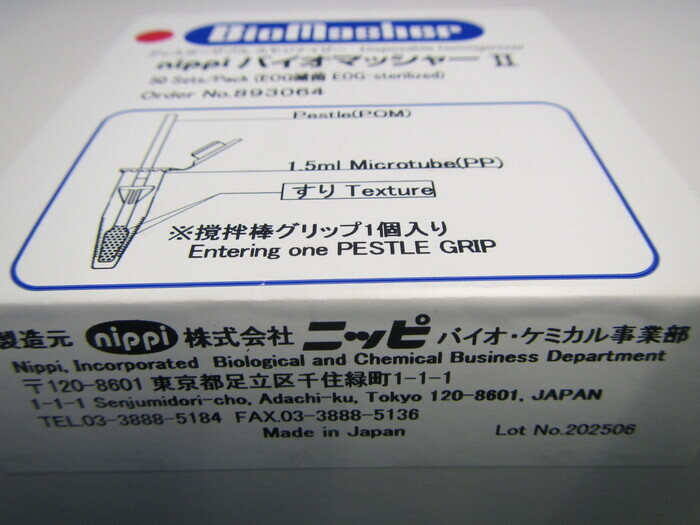 BioMasher
ディスポーザブル ホモジナイザー Disposable homogenizer
nippi バイオマッシャー II
50 Sets/Pack (EOG滅菌 EOG-sterilized)
Order No.893064
Pestle(POM)
1.5ml Microtube(PP)
すり Texture
※撹拌棒グリップ1個入り
Entering one PESTLE GRIP
製造元 nippi 株式会社 ニッピ バイオ・ケミカル事業部
Nippi, Incorporated Biological and Chemical Business Department
〒120-8601 東京都足立区千住緑町1-1-1
1-1-1 Senjumidori-cho, Adachi-ku, Tokyo 120-8601, JAPAN
TEL.03-3888-5184 FAX.03-3888-5136
Made in Japan Lot No.202506